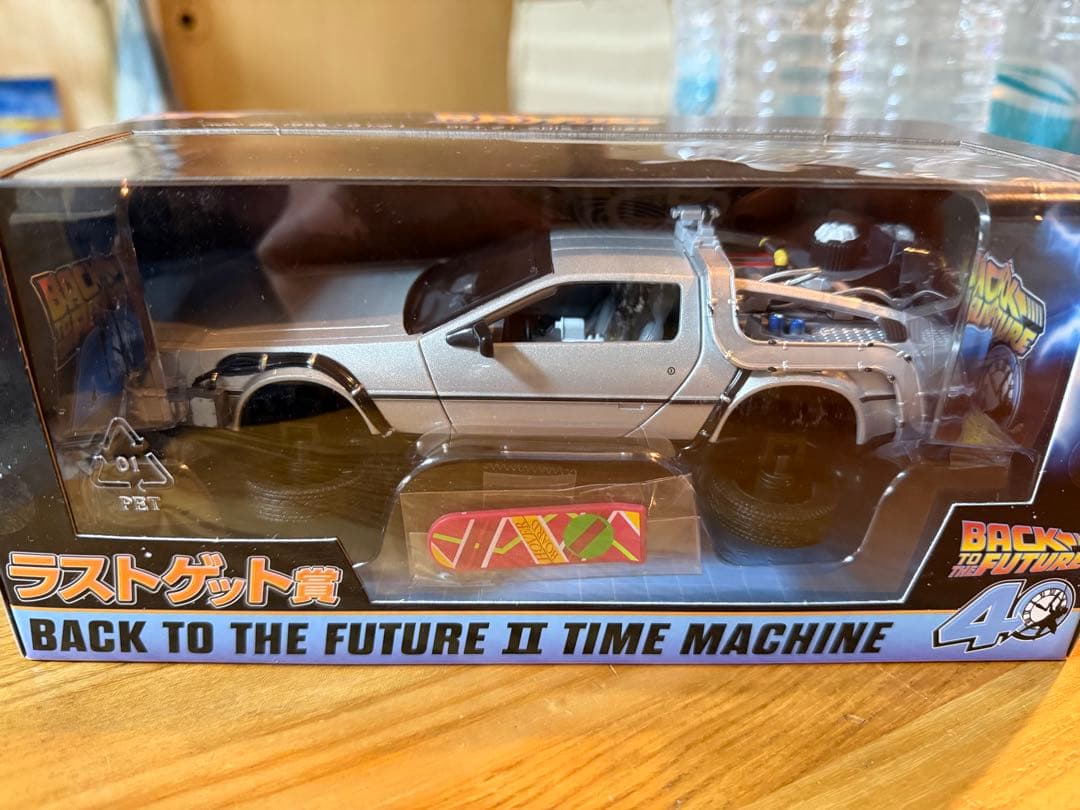 BACK
TO THE FUTURE
BACK
TO THE FUTURE
01
PET
ラストゲット賞
BACK TO THE FUTURE II TIME MACHINE
BACK
TO THE FUTURE
40